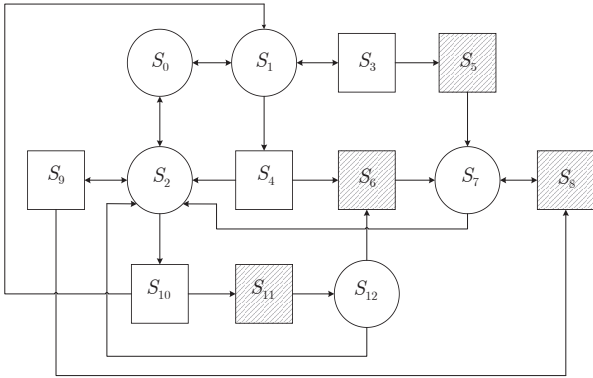 S₀ S₁ S₃ S₅
S₉ S₂ S₄ S₆ S₇ S₈
S₁₀ S₁₁ S₁₂